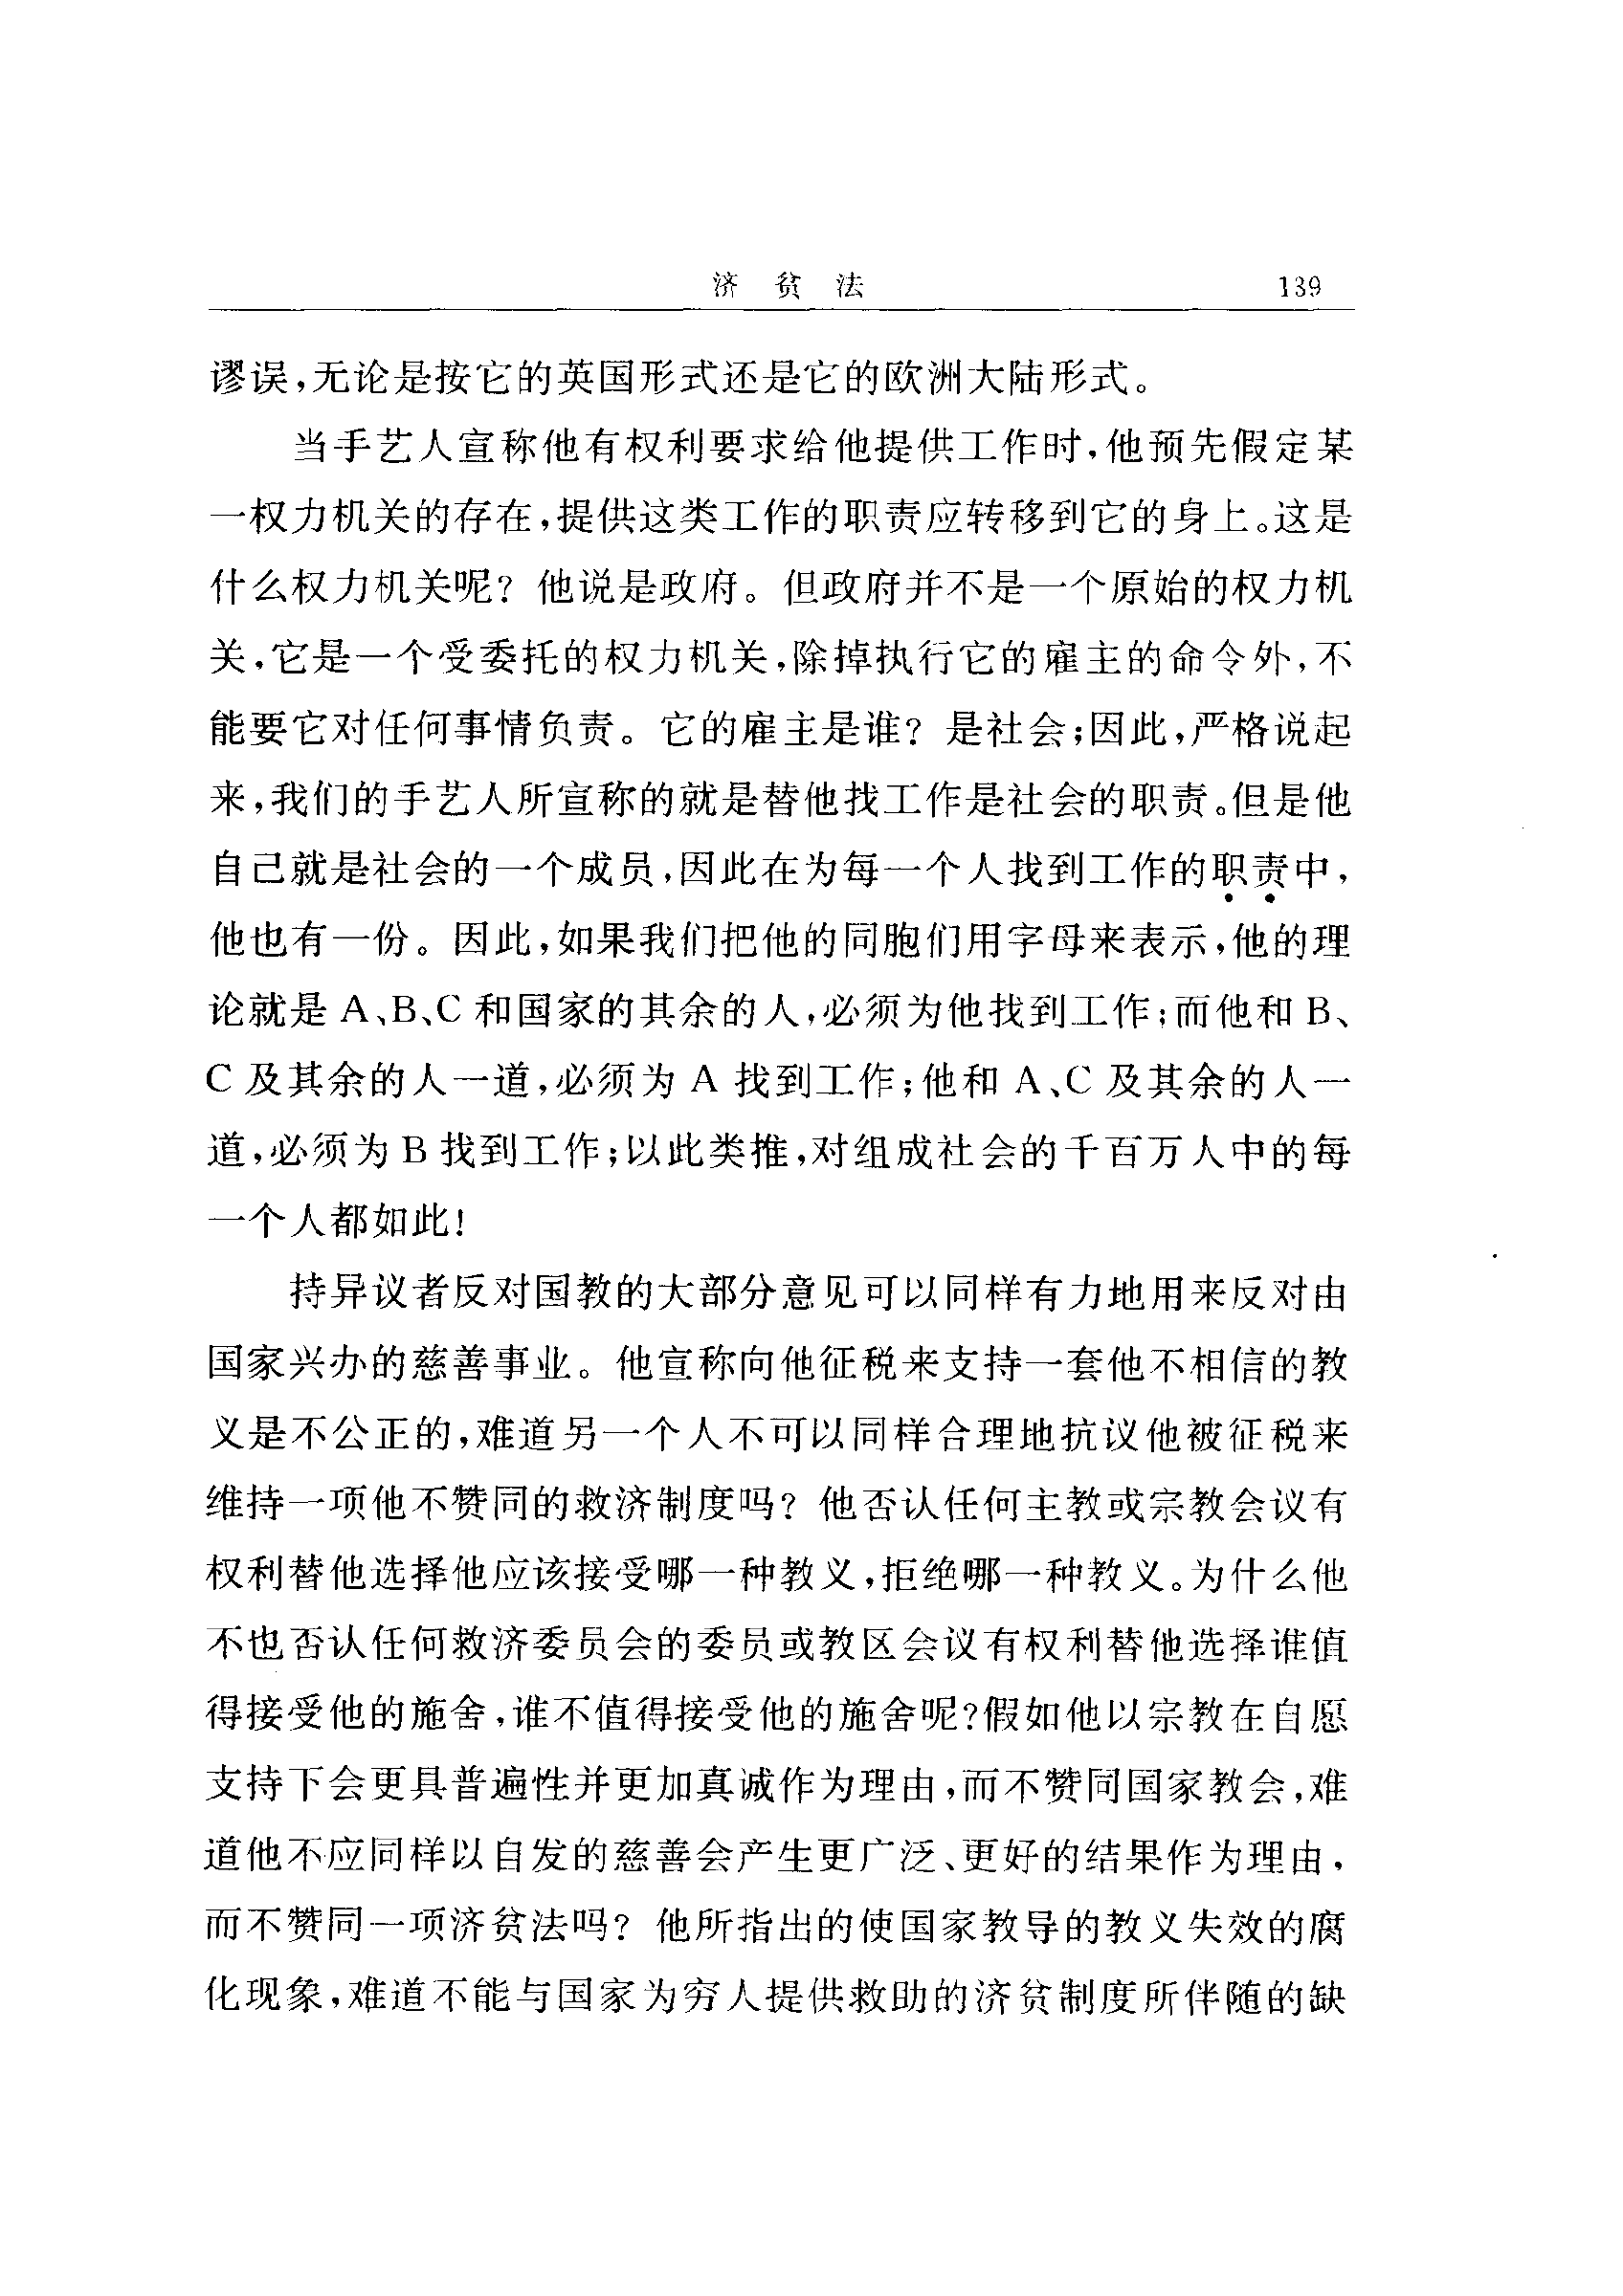 济贫法 139
谬误,无论是按它的英国形式还是它的欧洲大陆形式。
当手艺人宣称他有权利要求给他提供工作时,他预先假定某
一权力机关的存在,提供这类工作的职责应转移到它的身上。这是
什么权力机关呢? 他说是政府。但政府并不是一个原始的权力机
关,它是一个受委托的权力机关,除掉执行它的雇主的命令外,不
能要它对任何事情负责。它的雇主是谁? 是社会;因此,严格说起
来,我们的手艺人所宣称的就是替他找工作是社会的职责。但是他
自己就是社会的一个成员,因此在为每一个人找到工作的职责中,
他也有一份。因此,如果我们把他的同胞们用字母来表示,他的理
论就是 A、B、C 和国家的其余的人,必须为他找到工作;而他和 B、
C 及其余的人一道,必须为 A 找到工作;他和 A、C 及其余的人一
道,必须为 B 找到工作;以此类推,对组成社会的千百万人中的每
一个人都如此!
持异议者反对国教的大部分意见可以同样有力地用来反对由
国家兴办的慈善事业。他宣称向他征税来支持一套他不相信的教
义是不公正的,难道另一个人不可以同样合理地抗议他被征税来
维持一项他不赞同的救济制度吗? 他否认任何主教或宗教会议有
权利替他选择他应该接受哪一种教义,拒绝哪一种教义。为什么他
不也否认任何救济委员会的委员或教区会议有权利替他选择谁值
得接受他的施舍,谁不值得接受他的施舍呢?假如他以宗教在自愿
支持下会更具普遍性并更加真诚作为理由,而不赞同国家教会,难
道他不应同样以自发的慈善会产生更广泛、更好的结果作为理由,
而不赞同一项济贫法吗? 他所指出的使国家教导的教义失效的腐
化现象,难道不能与国家为穷人提供救助的济贫制度所伴随的缺